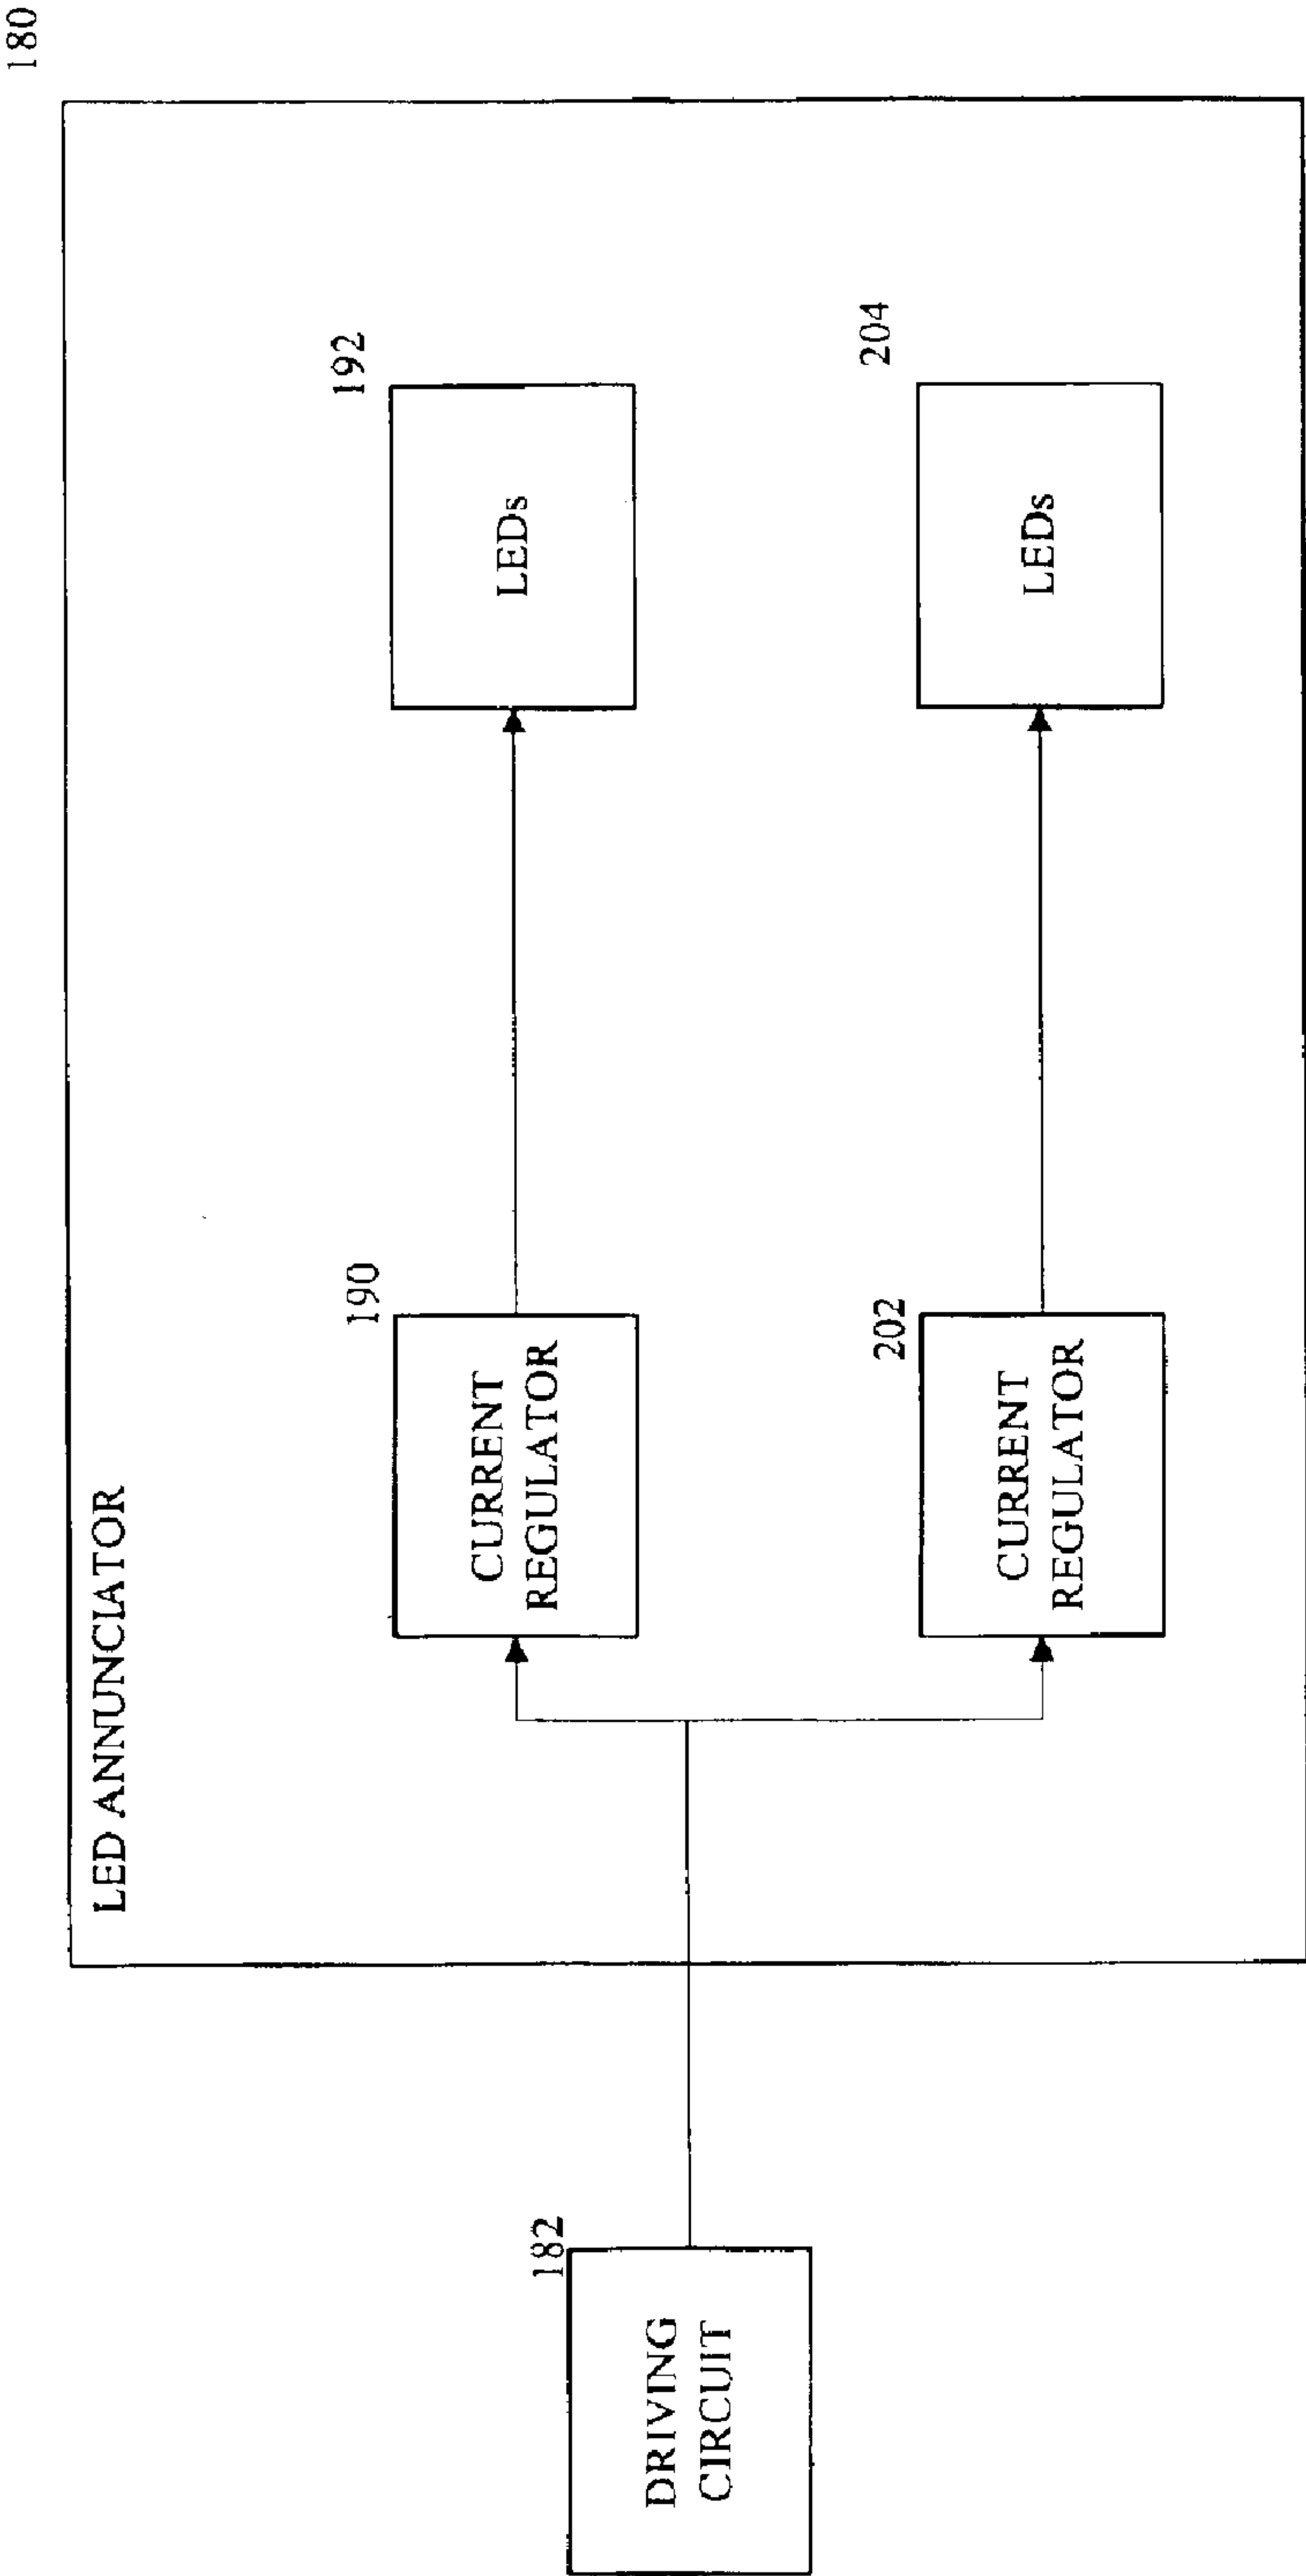 180
LED ANNUNCIATOR
192
LEDs
190
CURRENT
REGULATOR
204
LEDs
202
CURRENT
REGULATOR
182
DRIVING
CIRCUIT